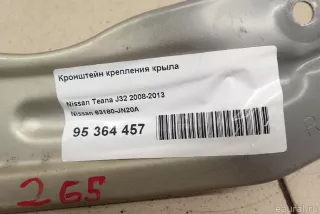 Кронштейн крепления крыла
Nissan Teana J32 2008-2013
Nissan 63180-JN20A
95 364 457
265